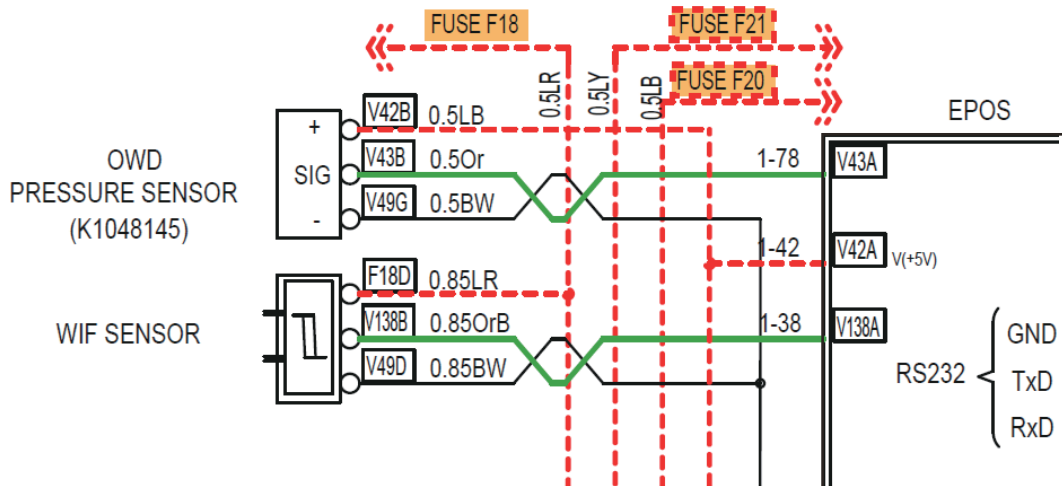 FUSE F18
FUSE F21
FUSE F20
0.5LR
0.5LY
0.5LB
EPOS
OWD
PRESSURE SENSOR
(K1048145)
+
SIG
-
V42B 0.5LB
V43B 0.5Or
V49G 0.5BW
1-78 V43A
1-42 V42A V(+5V)
WIF SENSOR
F18D 0.85LR
V138B 0.85OrB
V49D 0.85BW
1-38 V138A
RS232
GND
TxD
RxD